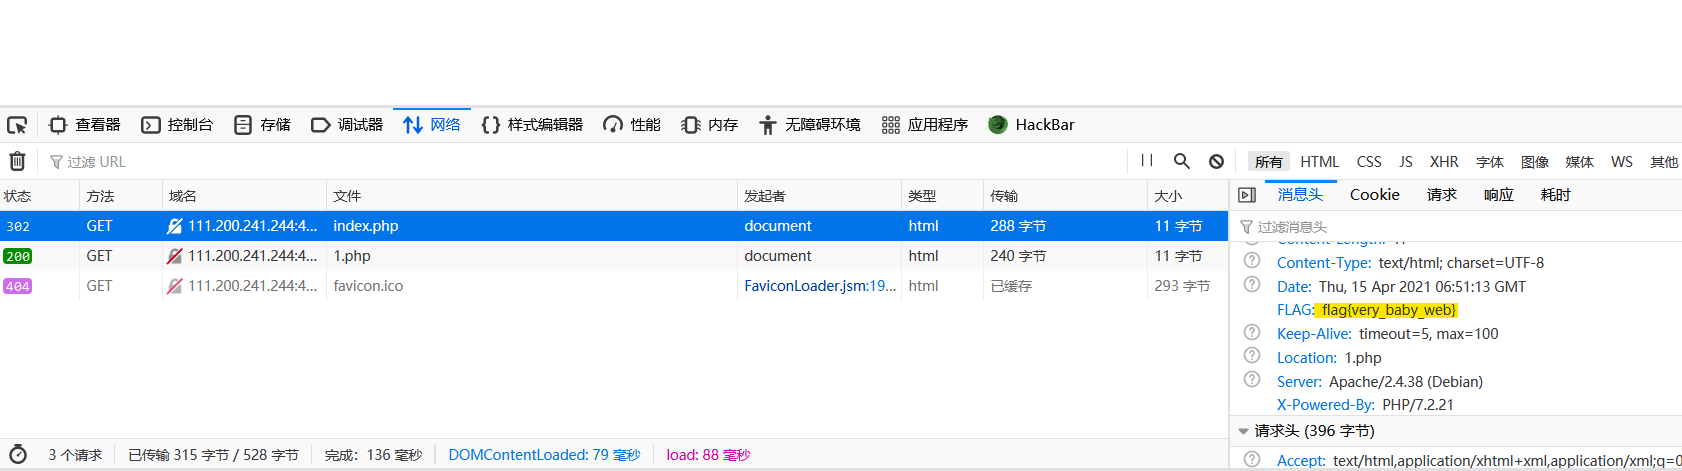 查看器 控制台 存储 调试器 网络 {} 样式编辑器 性能 内存 无障碍环境 应用程序 HackBar
过滤 URL 所有 HTML CSS JS XHR 字体 图像 媒体 WS 其他
状态 方法 域名 文件 发起者 类型 传输 大小
302 GET 111.200.241.244:4... index.php document html 288 字节 11 字节
200 GET 111.200.241.244:4... 1.php document html 240 字节 11 字节
404 GET 111.200.241.244:4... favicon.ico FaviconLoader.jsm:19... html 已缓存 293 字节
3 个请求 已传输 315 字节 / 528 字节 完成：136 毫秒 DOMContentLoaded: 79 毫秒 load: 88 毫秒
消息头 Cookie 请求 响应 耗时
过滤消息头
Content-Type: text/html; charset=UTF-8
Date: Thu, 15 Apr 2021 06:51:13 GMT
FLAG: flag{very_baby_web}
Keep-Alive: timeout=5, max=100
Location: 1.php
Server: Apache/2.4.38 (Debian)
X-Powered-By: PHP/7.2.21
请求头 (396 字节)
Accept: text/html,application/xhtml+xml,application/xml;q=0